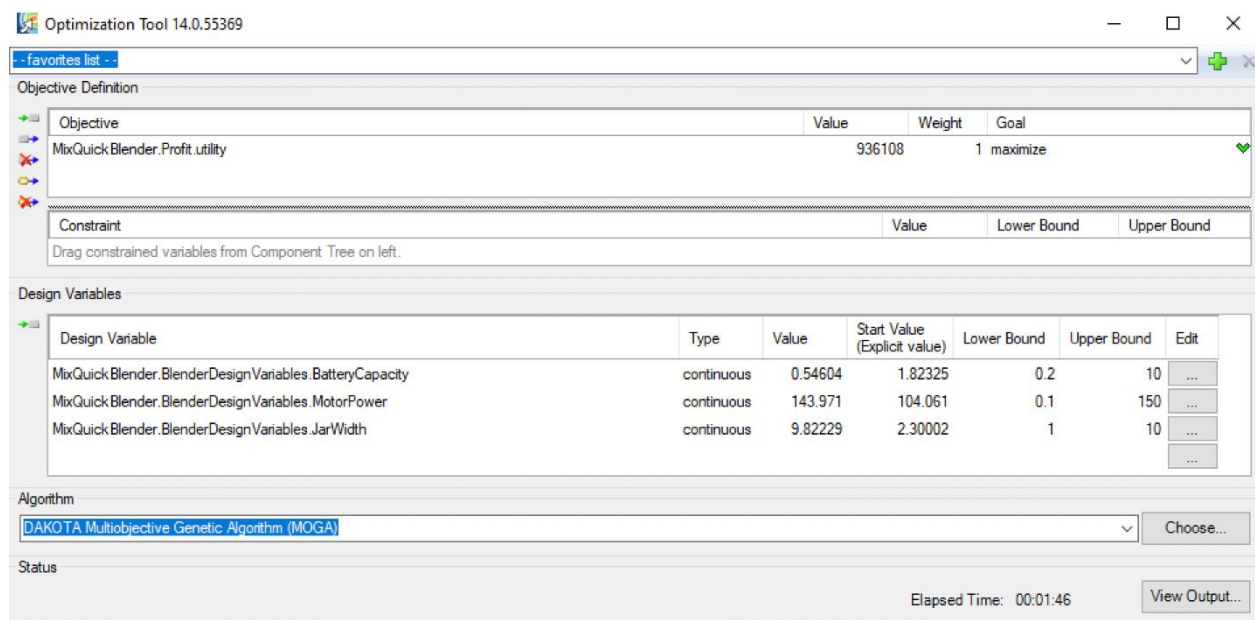 Optimization Tool 14.0.55369
--favorites list--
Objective Definition
Objective Value Weight Goal
MixQuickBlender.Profit.utility 936108 1 maximize
Constraint Value Lower Bound Upper Bound
Drag constrained variables from Component Tree on left.
Design Variables
Design Variable Type Value Start Value (Explicit value) Lower Bound Upper Bound Edit
MixQuickBlender.BlenderDesignVariables.BatteryCapacity continuous 0.54604 1.82325 0.2 10 ...
MixQuickBlender.BlenderDesignVariables.MotorPower continuous 143.971 104.061 0.1 150 ...
MixQuickBlender.BlenderDesignVariables.JarWidth continuous 9.82229 2.30002 1 10 ...
...
Algorithm
DAKOTA Multiobjective Genetic Algorithm (MOGA) Choose...
Status
Elapsed Time: 00:01:46 View Output...